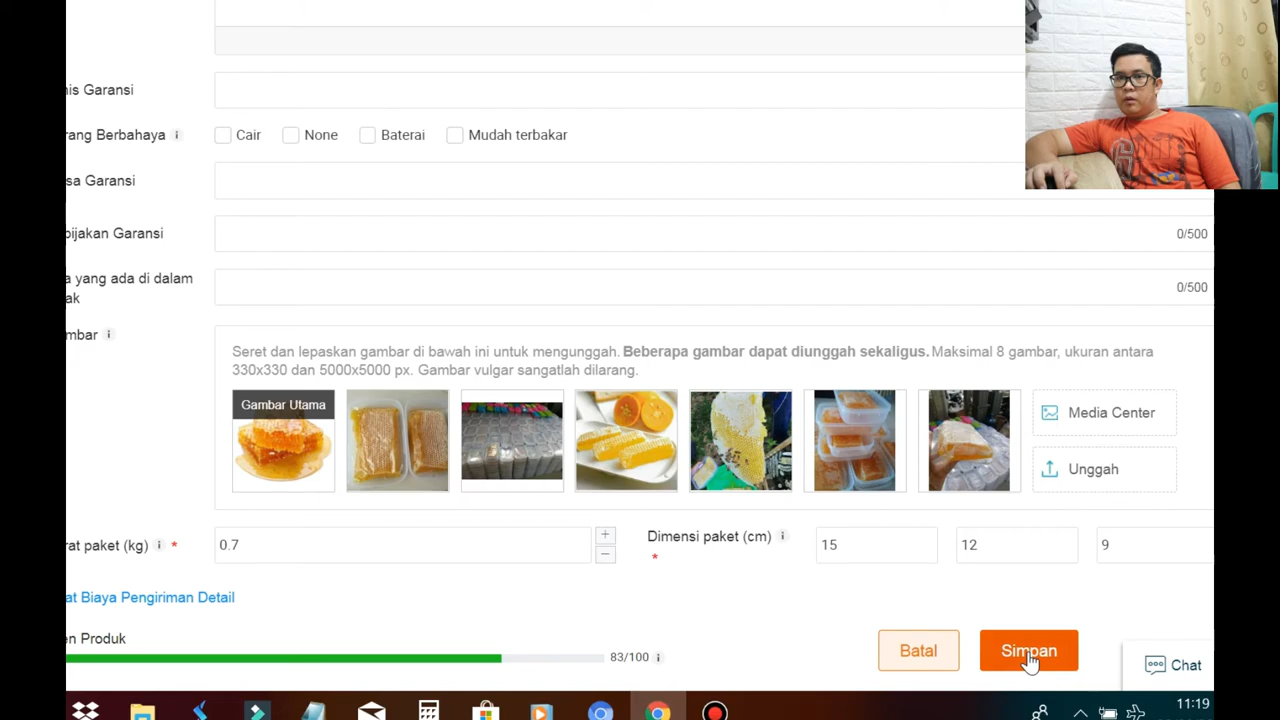 nis Garansi
rang Berbahaya
Cair
None
Baterai
Mudah terbakar
sa Garansi
bijakan Garansi
0/500
a yang ada di dalam
ak
0/500
mbar
Seret dan lepaskan gambar di bawah ini untuk mengunggah. Beberapa gambar dapat diunggah sekaligus. Maksimal 8 gambar, ukuran antara
330x330 dan 5000x5000 px. Gambar vulgar sangatlah dilarang.
Gambar Utama
Media Center
Unggah
rat paket (kg) *
0.7
+
−
Dimensi paket (cm)
*
15
12
9
at Biaya Pengiriman Detail
en Produk
83/100
Batal
Simpan
Chat
11:19